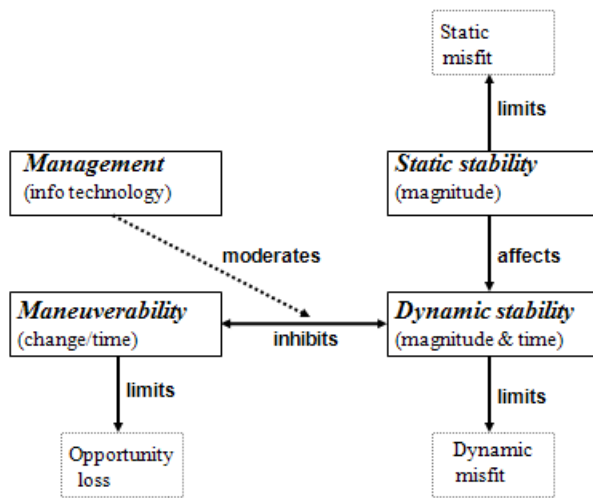 Static
misfit
limits
Management
(info technology)
Static stability
(magnitude)
moderates
affects
Maneuverability
(change/time)
inhibits
Dynamic stability
(magnitude & time)
limits
limits
Opportunity
loss
Dynamic
misfit